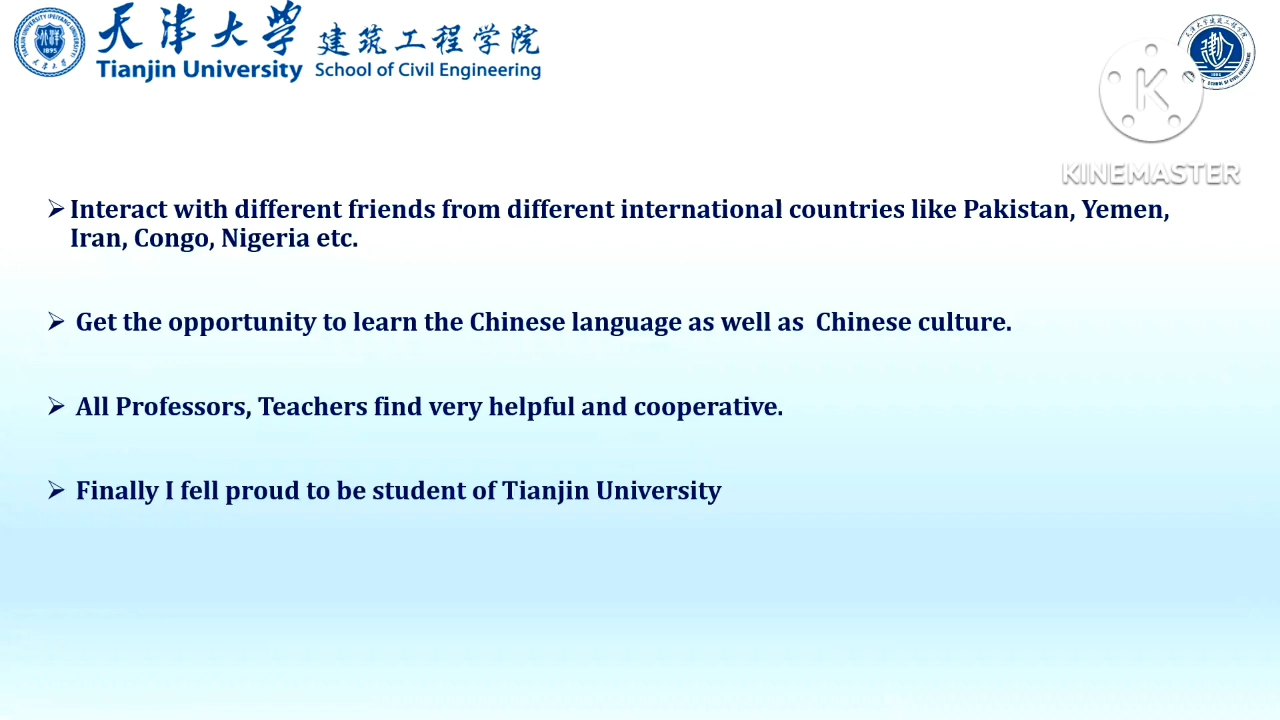 天津大学 建筑工程学院
Tianjin University School of Civil Engineering
KINEMASTER
➢Interact with different friends from different international countries like Pakistan, Yemen,
Iran, Congo, Nigeria etc.
➢ Get the opportunity to learn the Chinese language as well as  Chinese culture.
➢ All Professors, Teachers find very helpful and cooperative.
➢ Finally I fell proud to be student of Tianjin University